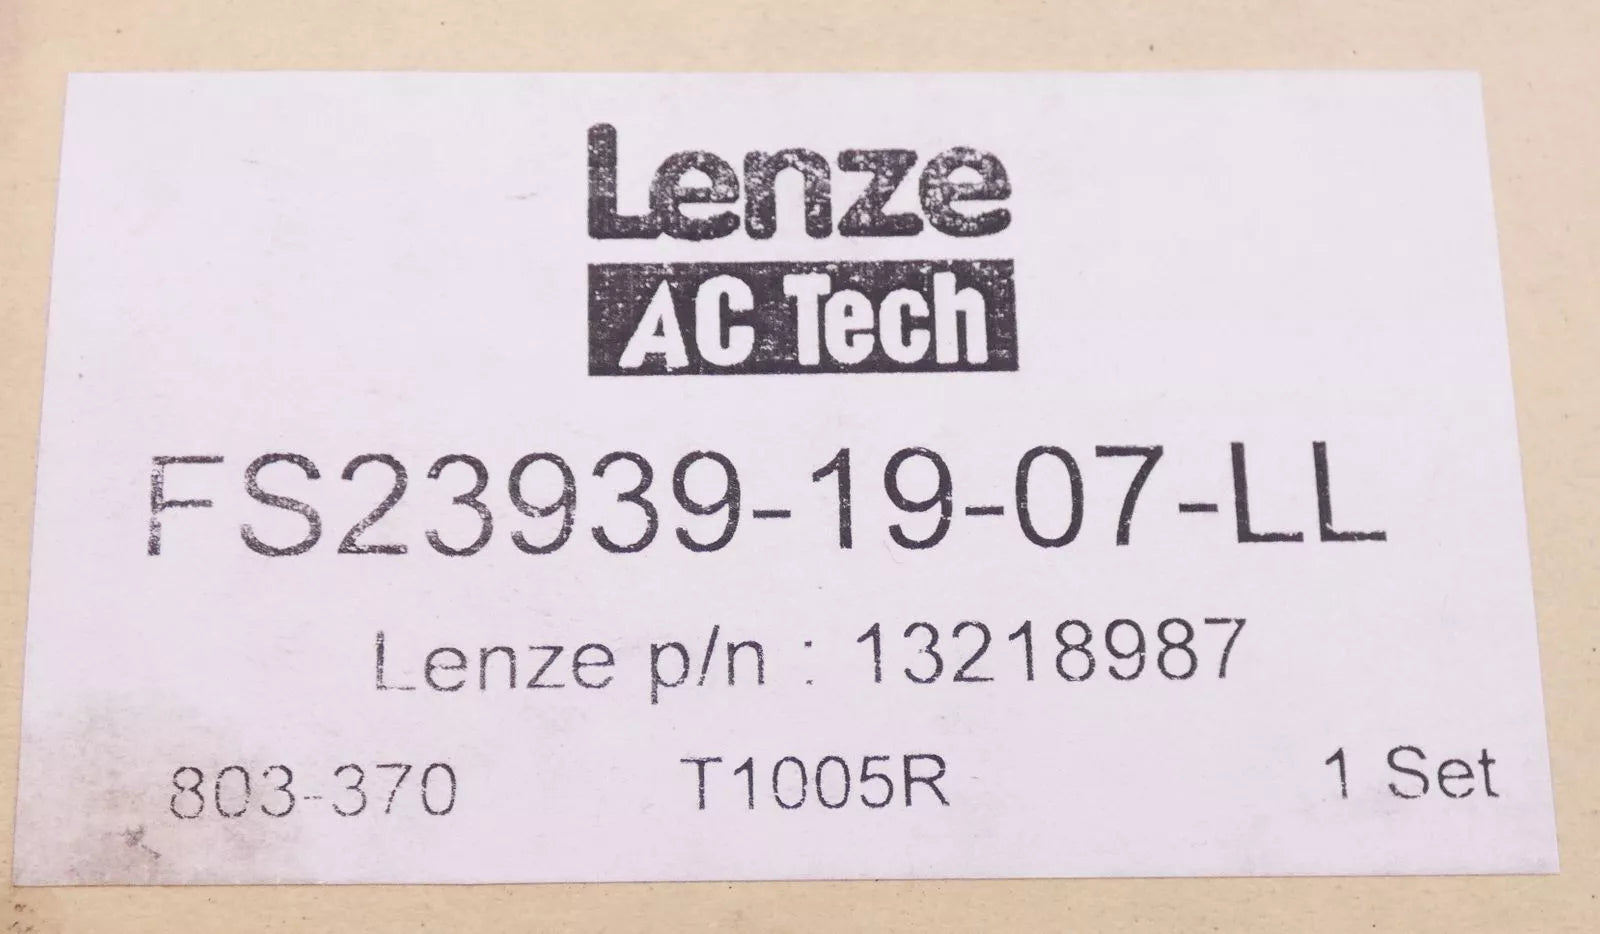 Lenze
AC Tech
FS23939-19-07-LL
Lenze p/n : 13218987
803-370 T1005R 1 Set